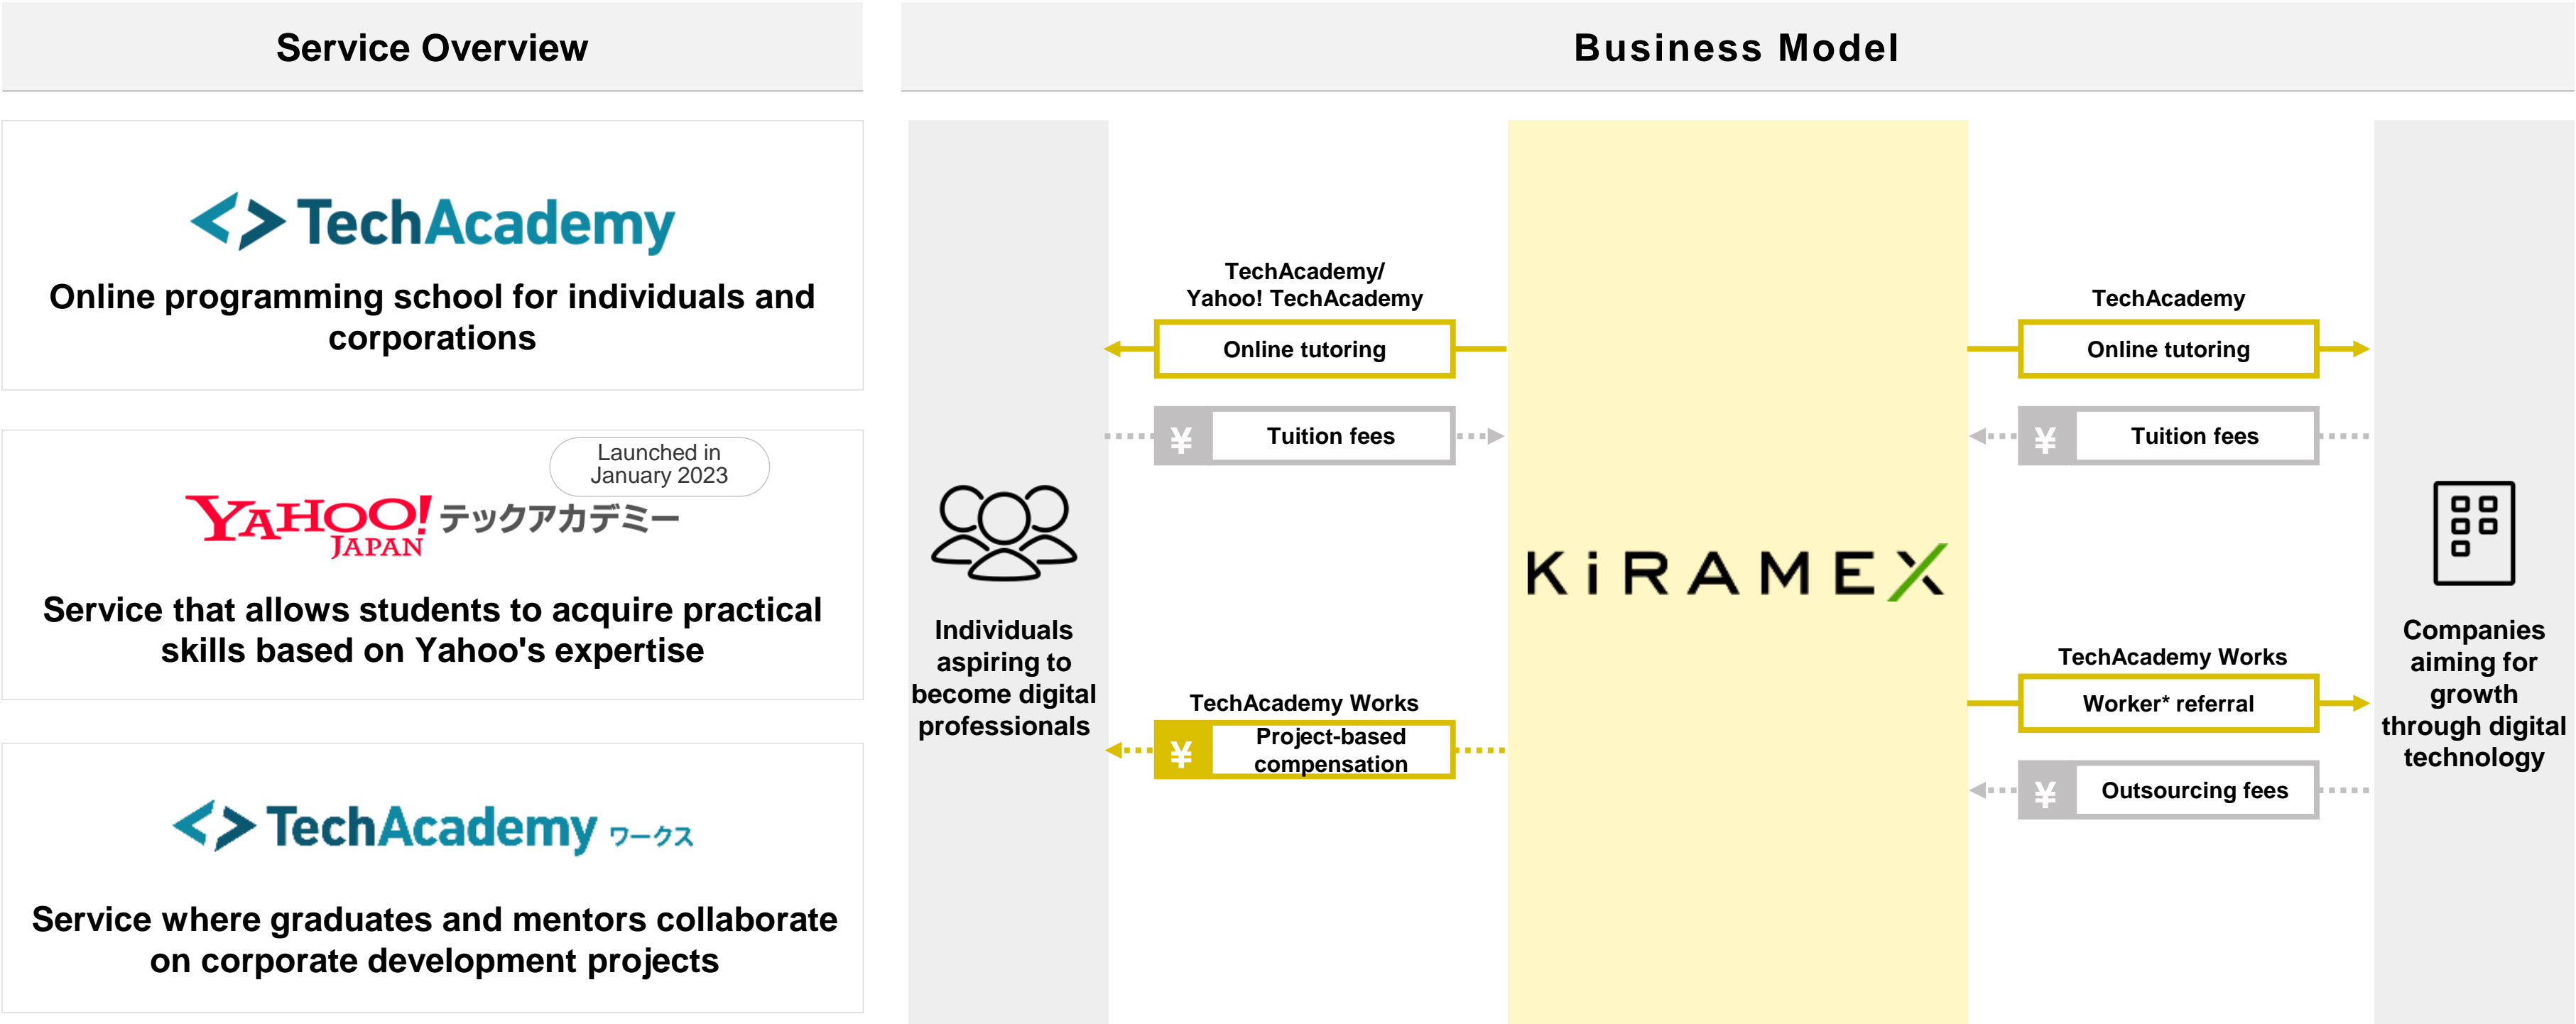 Service Overview
Business Model
<> TechAcademy
Online programming school for individuals and
corporations
Launched in
January 2023
YAHOO! テックアカデミー
JAPAN
Service that allows students to acquire practical
skills based on Yahoo's expertise
<> TechAcademy ワークス
Service where graduates and mentors collaborate
on corporate development projects
Individuals
aspiring to
become digital
professionals
TechAcademy/
Yahoo! TechAcademy
Online tutoring
¥ Tuition fees
TechAcademy Works
¥ Project-based
compensation
KiRAMEX
TechAcademy
Online tutoring
¥ Tuition fees
TechAcademy Works
Worker* referral
¥ Outsourcing fees
Companies
aiming for
growth
through digital
technology